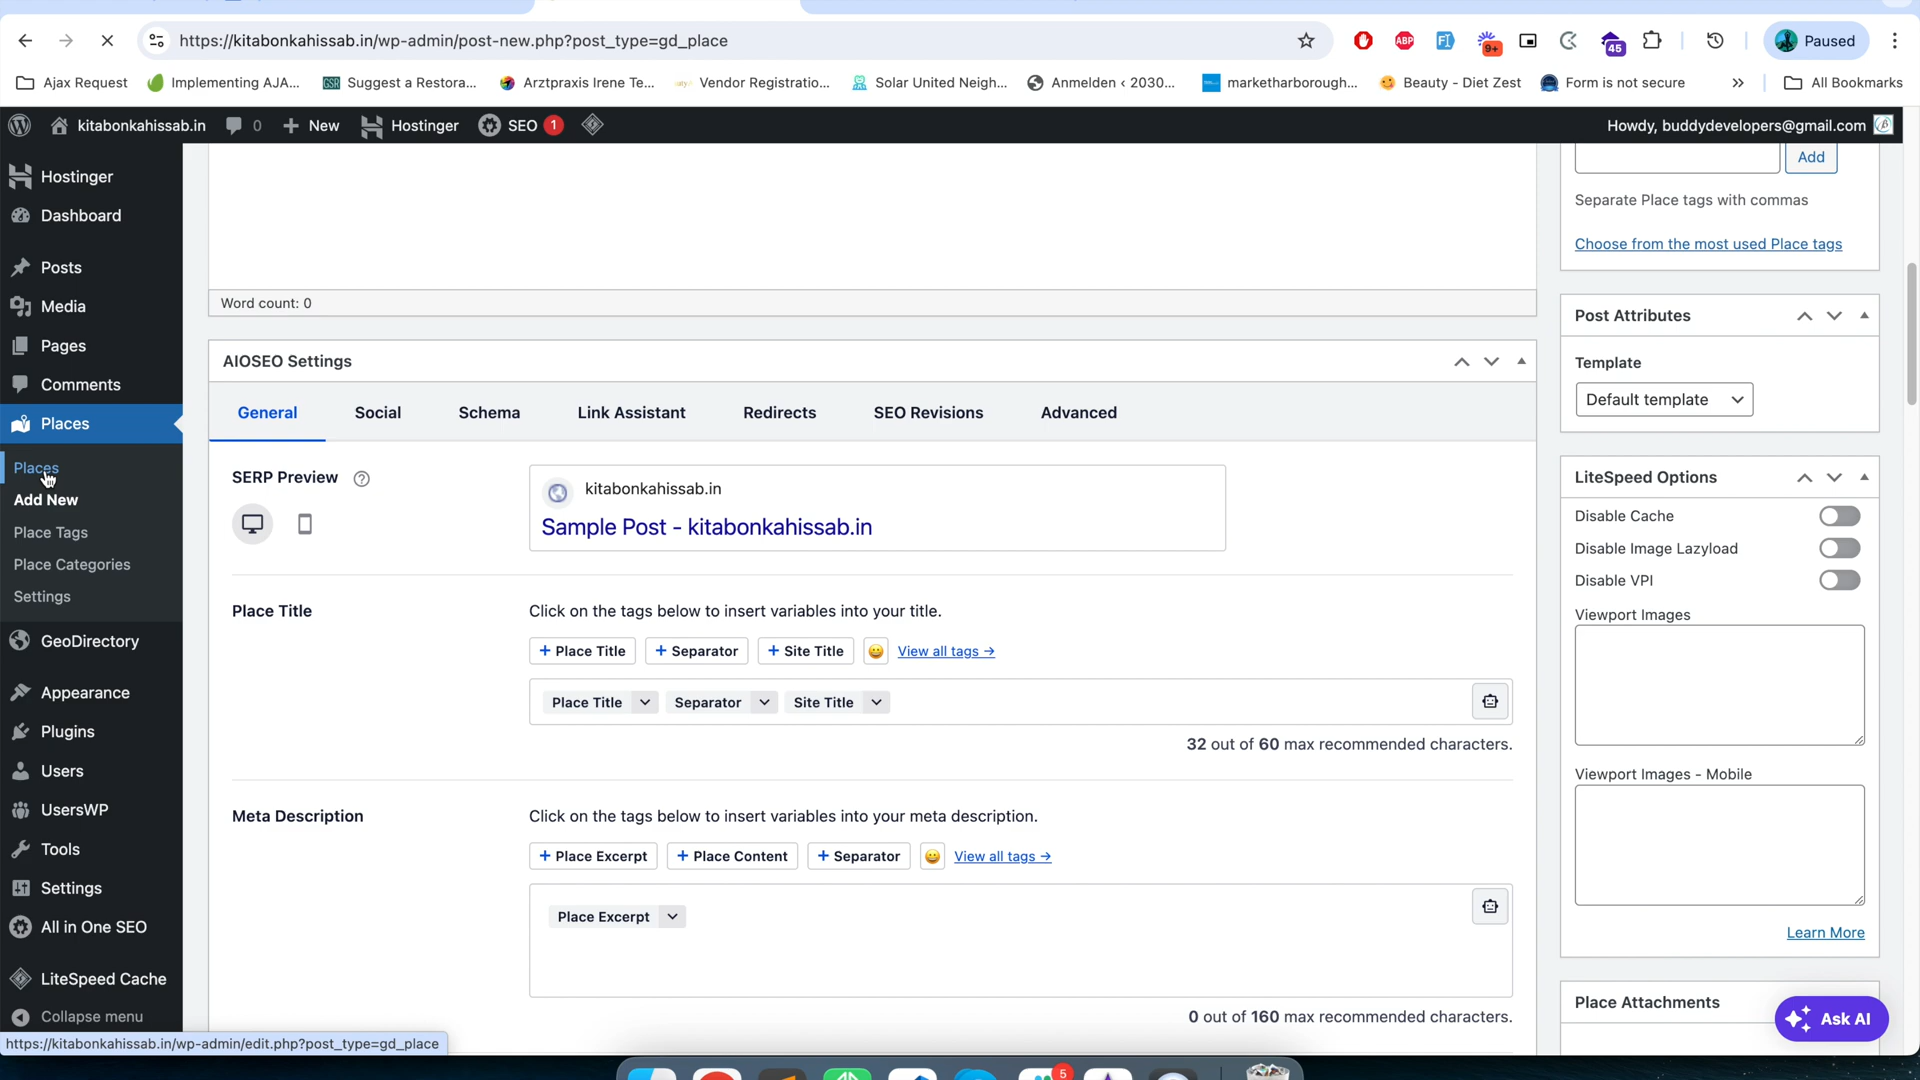 https://kitabonkahissab.in/wp-admin/post-new.php?post_type=gd_place
ABP
9+
45
Paused
Ajax Request
Implementing AJA...
GSR
Suggest a Restora...
Arztpraxis Irene Te...
Vendor Registratio...
Solar United Neigh...
Anmelden ‹ 2030...
marketharborough...
Beauty - Diet Zest
Form is not secure
»
All Bookmarks
kitabonkahissab.in
0
New
Hostinger
SEO 1
Howdy, buddydevelopers@gmail.com
Hostinger
Dashboard
Posts
Media
Pages
Comments
Places
Places
Add New
Place Tags
Place Categories
Settings
GeoDirectory
Appearance
Plugins
Users
UsersWP
Tools
Settings
All in One SEO
LiteSpeed Cache
Collapse menu
https://kitabonkahissab.in/wp-admin/edit.php?post_type=gd_place
Word count: 0
AIOSEO Settings
General
Social
Schema
Link Assistant
Redirects
SEO Revisions
Advanced
SERP Preview ?
kitabonkahissab.in
Sample Post - kitabonkahissab.in
Place Title
Click on the tags below to insert variables into your title.
+ Place Title
+ Separator
+ Site Title
View all tags →
Place Title
Separator
Site Title
32 out of 60 max recommended characters.
Meta Description
Click on the tags below to insert variables into your meta description.
+ Place Excerpt
+ Place Content
+ Separator
View all tags →
Place Excerpt
0 out of 160 max recommended characters.
Add
Separate Place tags with commas
Choose from the most used Place tags
Post Attributes
Template
Default template
LiteSpeed Options
Disable Cache
Disable Image Lazyload
Disable VPI
Viewport Images
Viewport Images - Mobile
Learn More
Place Attachments
Ask AI
5